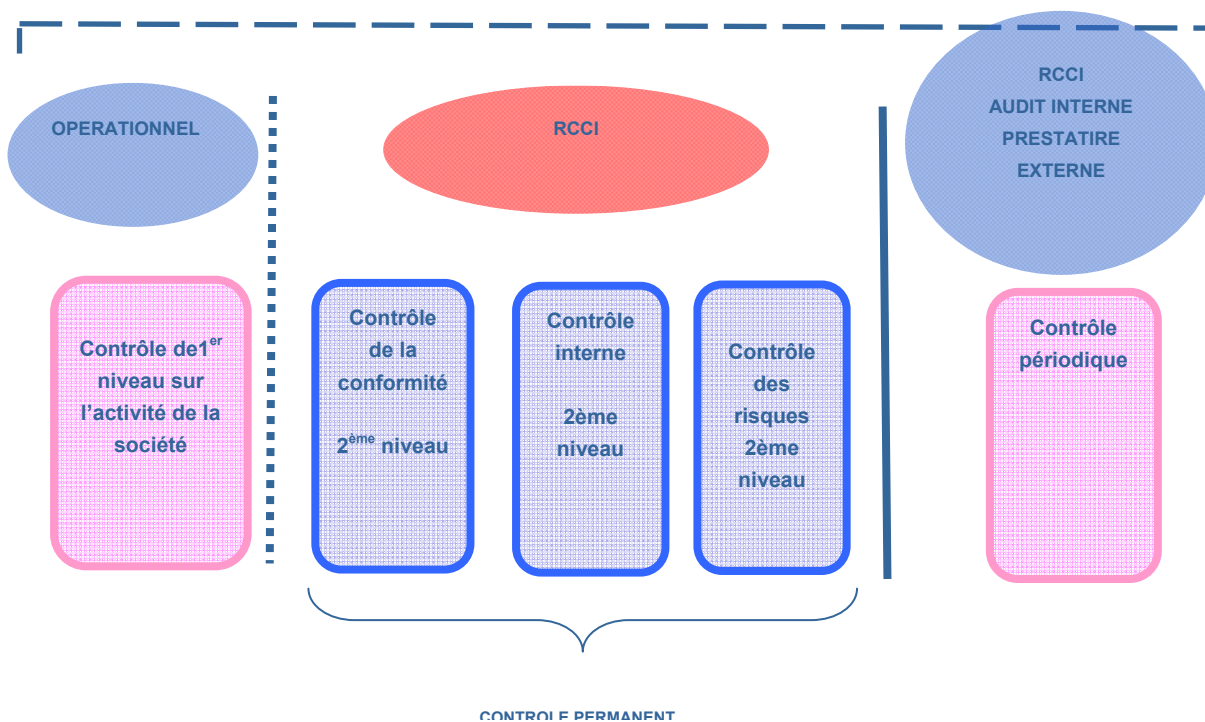 OPERATIONNEL
RCCI
RCCI
AUDIT INTERNE
PRESTATIRE
EXTERNE
Contrôle de1er
niveau sur
l’activité de la
société
Contrôle
de la
conformité
2ème niveau
Contrôle
interne
2ème
niveau
Contrôle
des
risques
2ème
niveau
Contrôle
périodique
CONTROLE PERMANENT